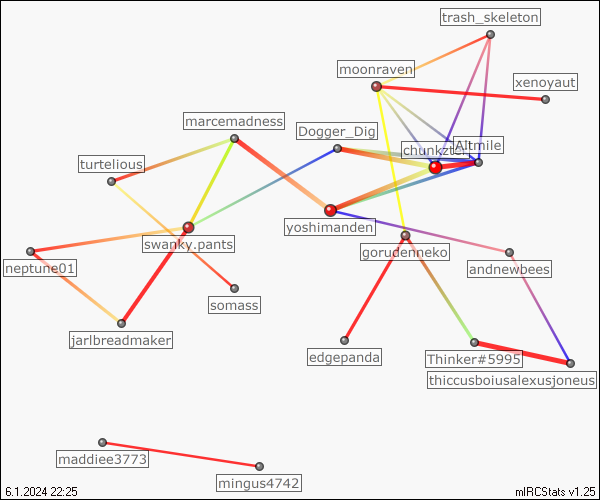 trash_skeleton
moonraven
xenoyaut
marcemadness
Dogger_Dig
Altmile
turtelious
yoshimanden
swanky.pants
gorudenneko
neptune01
andnewbees
somass
jarlbreadmaker
edgepanda
Thinker#5995
thiccusboiusalexusjoneus
maddiee3773
mingus4742
6.1.2024 22:25
mIRCStats v1.25